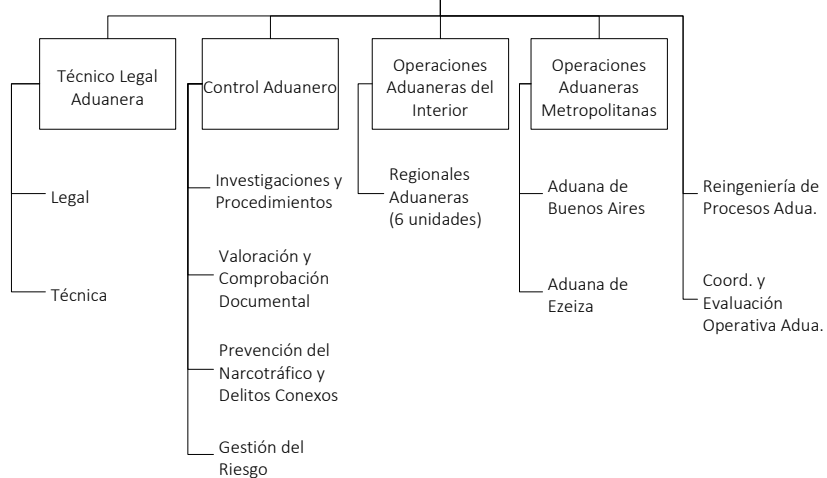 Técnico Legal
Aduanera
Control Aduanero
Operaciones
Aduaneras del
Interior
Operaciones
Aduaneras
Metropolitanas
Legal
Técnica
Investigaciones y
Procedimientos
Valoración y
Comprobación
Documental
Prevención del
Narcotráfico y
Delitos Conexos
Gestión del
Riesgo
Regionales
Aduaneras
(6 unidades)
Aduana de
Buenos Aires
Aduana de
Ezeiza
Reingeniería de
Procesos Adua.
Coord. y
Evaluación
Operativa Adua.